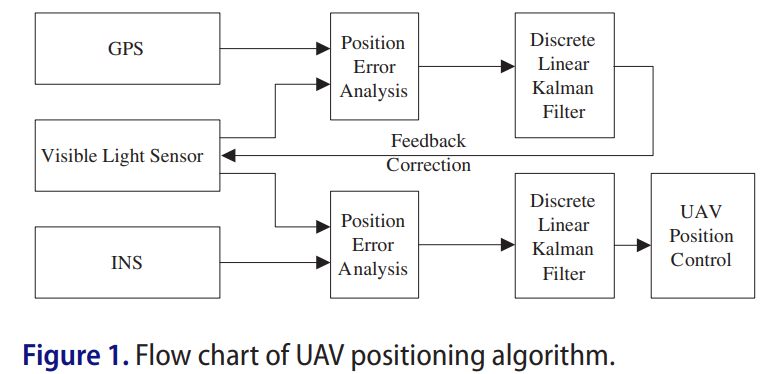 GPS
Position
Error
Analysis
Discrete
Linear
Kalman
Filter
Visible Light Sensor
Feedback
Correction
INS
Position
Error
Analysis
Discrete
Linear
Kalman
Filter
UAV
Position
Control
Figure 1. Flow chart of UAV positioning algorithm.